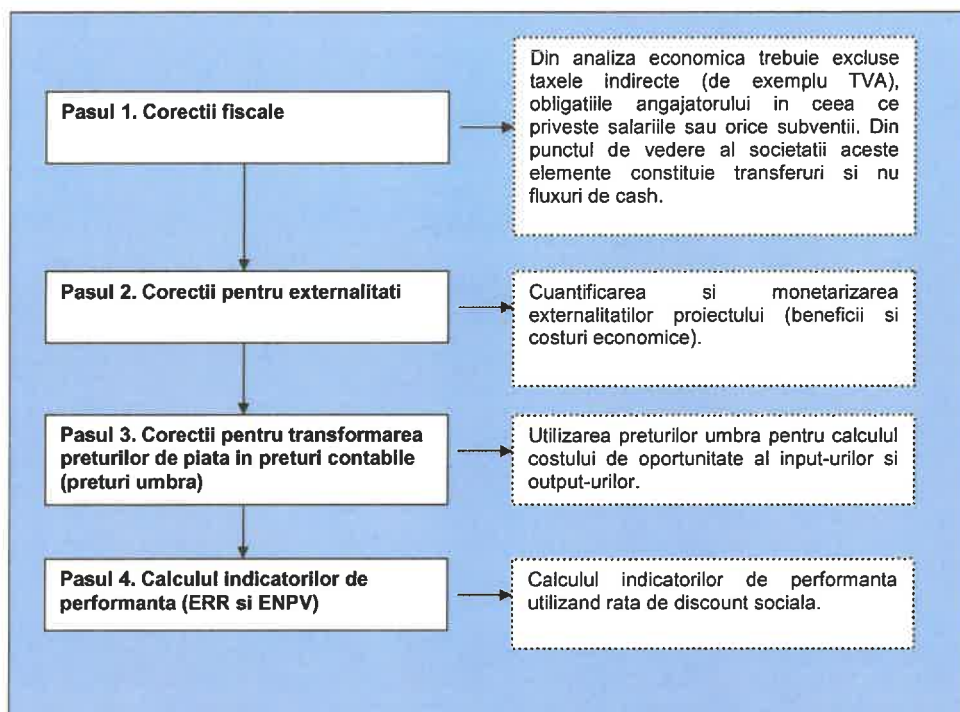 Pasul 1. Corectii fiscale
Din analiza economica trebuie excluse
taxele indirecte (de exemplu TVA),
obligatiile angajatorului in ceea ce
priveste salariile sau orice subventii. Din
punctul de vedere al societatii aceste
elemente constituie transferuri si nu
fluxuri de cash.
Pasul 2. Corectii pentru externalitati
Cuantificarea si monetarizarea
externalitatilor proiectului (beneficii si
costuri economice).
Pasul 3. Corectii pentru transformarea
preturilor de piata in preturi contabile
(preturi umbra)
Utilizarea preturilor umbra pentru calculul
costului de oportunitate al input-urilor si
output-urilor.
Pasul 4. Calculul indicatorilor de
performanta (ERR si ENPV)
Calculul indicatorilor de performanta
utilizand rata de discount sociala.